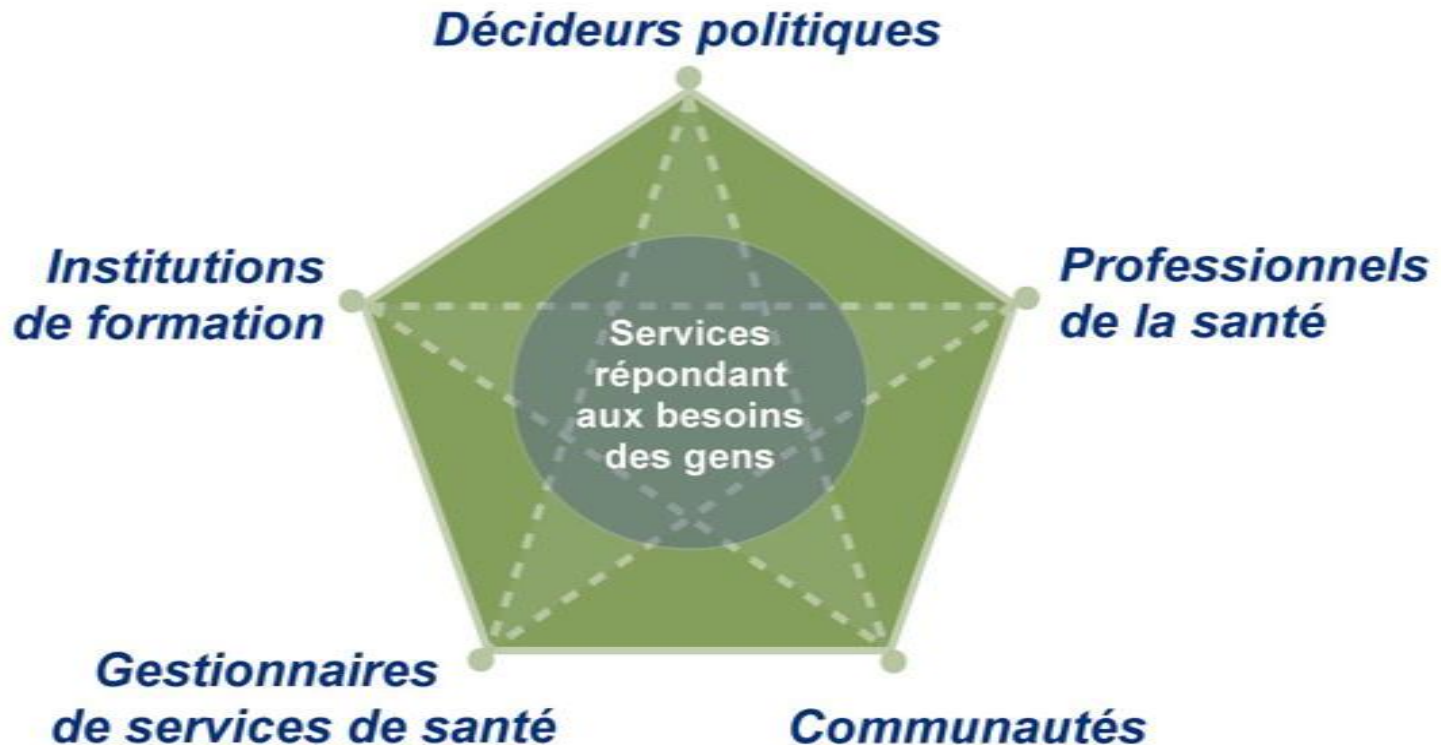 Décideurs politiques
Institutions
de formation
Professionnels
de la santé
Services
répondant
aux besoins
des gens
Gestionnaires
de services de santé
Communautés